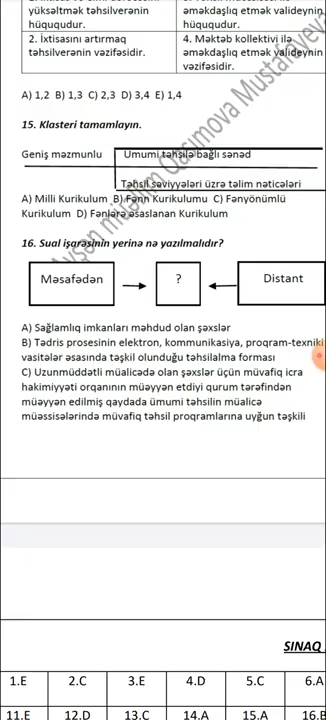 yüksəltmək təhsilverənin
hüququdur.
əməkdaşlıq etmək valideynin
hüququdur.
2. İxtisasını artırmaq
təhsilverənin vəzifəsidir.
4. Məktəb kollektivi ilə
əməkdaşlıq etmək valideynin
vəzifəsidir.
A) 1,2 B) 1,3 C) 2,3 D) 3,4 E) 1,4
15. Klasteri tamamlayın.
Geniş məzmunlu
Ümumi təhsilə bağlı sənəd
Təhsil səviyyələri üzrə təlim nəticələri
A) Milli Kurikulum B) Fənn Kurikulumu C) Fənyönümlü
Kurikulum D) Fənlərə əsaslanan Kurikulum
16. Sual işarəsinin yerinə nə yazılmalıdır?
Məsafədən
?
Distant
A) Sağlamlıq imkanları məhdud olan şəxslər
B) Tədris prosesinin elektron, kommunikasiya, proqram-texniki
vasitələr əsasında təşkil olunduğu təhsilalma forması
C) Uzunmüddətli müalicədə olan şəxslər üçün müvafiq icra
hakimiyyəti orqanının müəyyən etdiyi qurum tərəfindən
müəyyən edilmiş qaydada ümumi təhsilin müalicə
müəssisələrində müvafiq təhsil proqramlarına uyğun təşkili
Ayşən müəllim Qasımova Mustafayeva
SINAQ
1.E 2.C 3.E 4.D 5.C 6.A
11.E 12.D 13.C 14.A 15.A 16.B